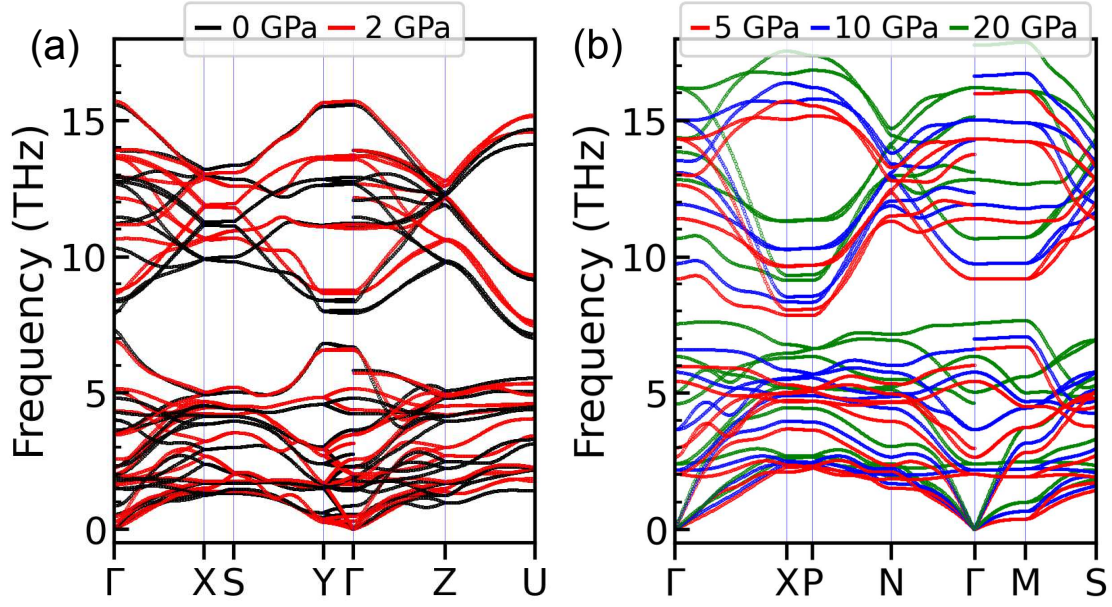 (a)
0 GPa 2 GPa
Frequency (THz)
15
10
5
0
Γ X S Y Γ Z U
(b)
5 GPa 10 GPa 20 GPa
Frequency (THz)
15
10
5
0
Γ X P N Γ M S